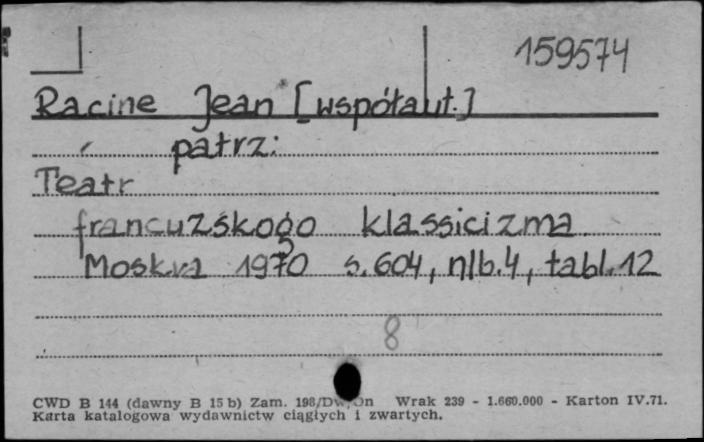 159574
Racine Jean [współaut.]
patrz:
Teatr
francuzskogo klassicizma
Moskva 1970 s.604, nlb.4, tabl.12
8
CWD B 144 (dawny B 15 b) Zam. 198/Dw/On Wrak 239 - 1.660.000 - Karton IV.71.
Karta katalogowa wydawnictw ciągłych i zwartych.